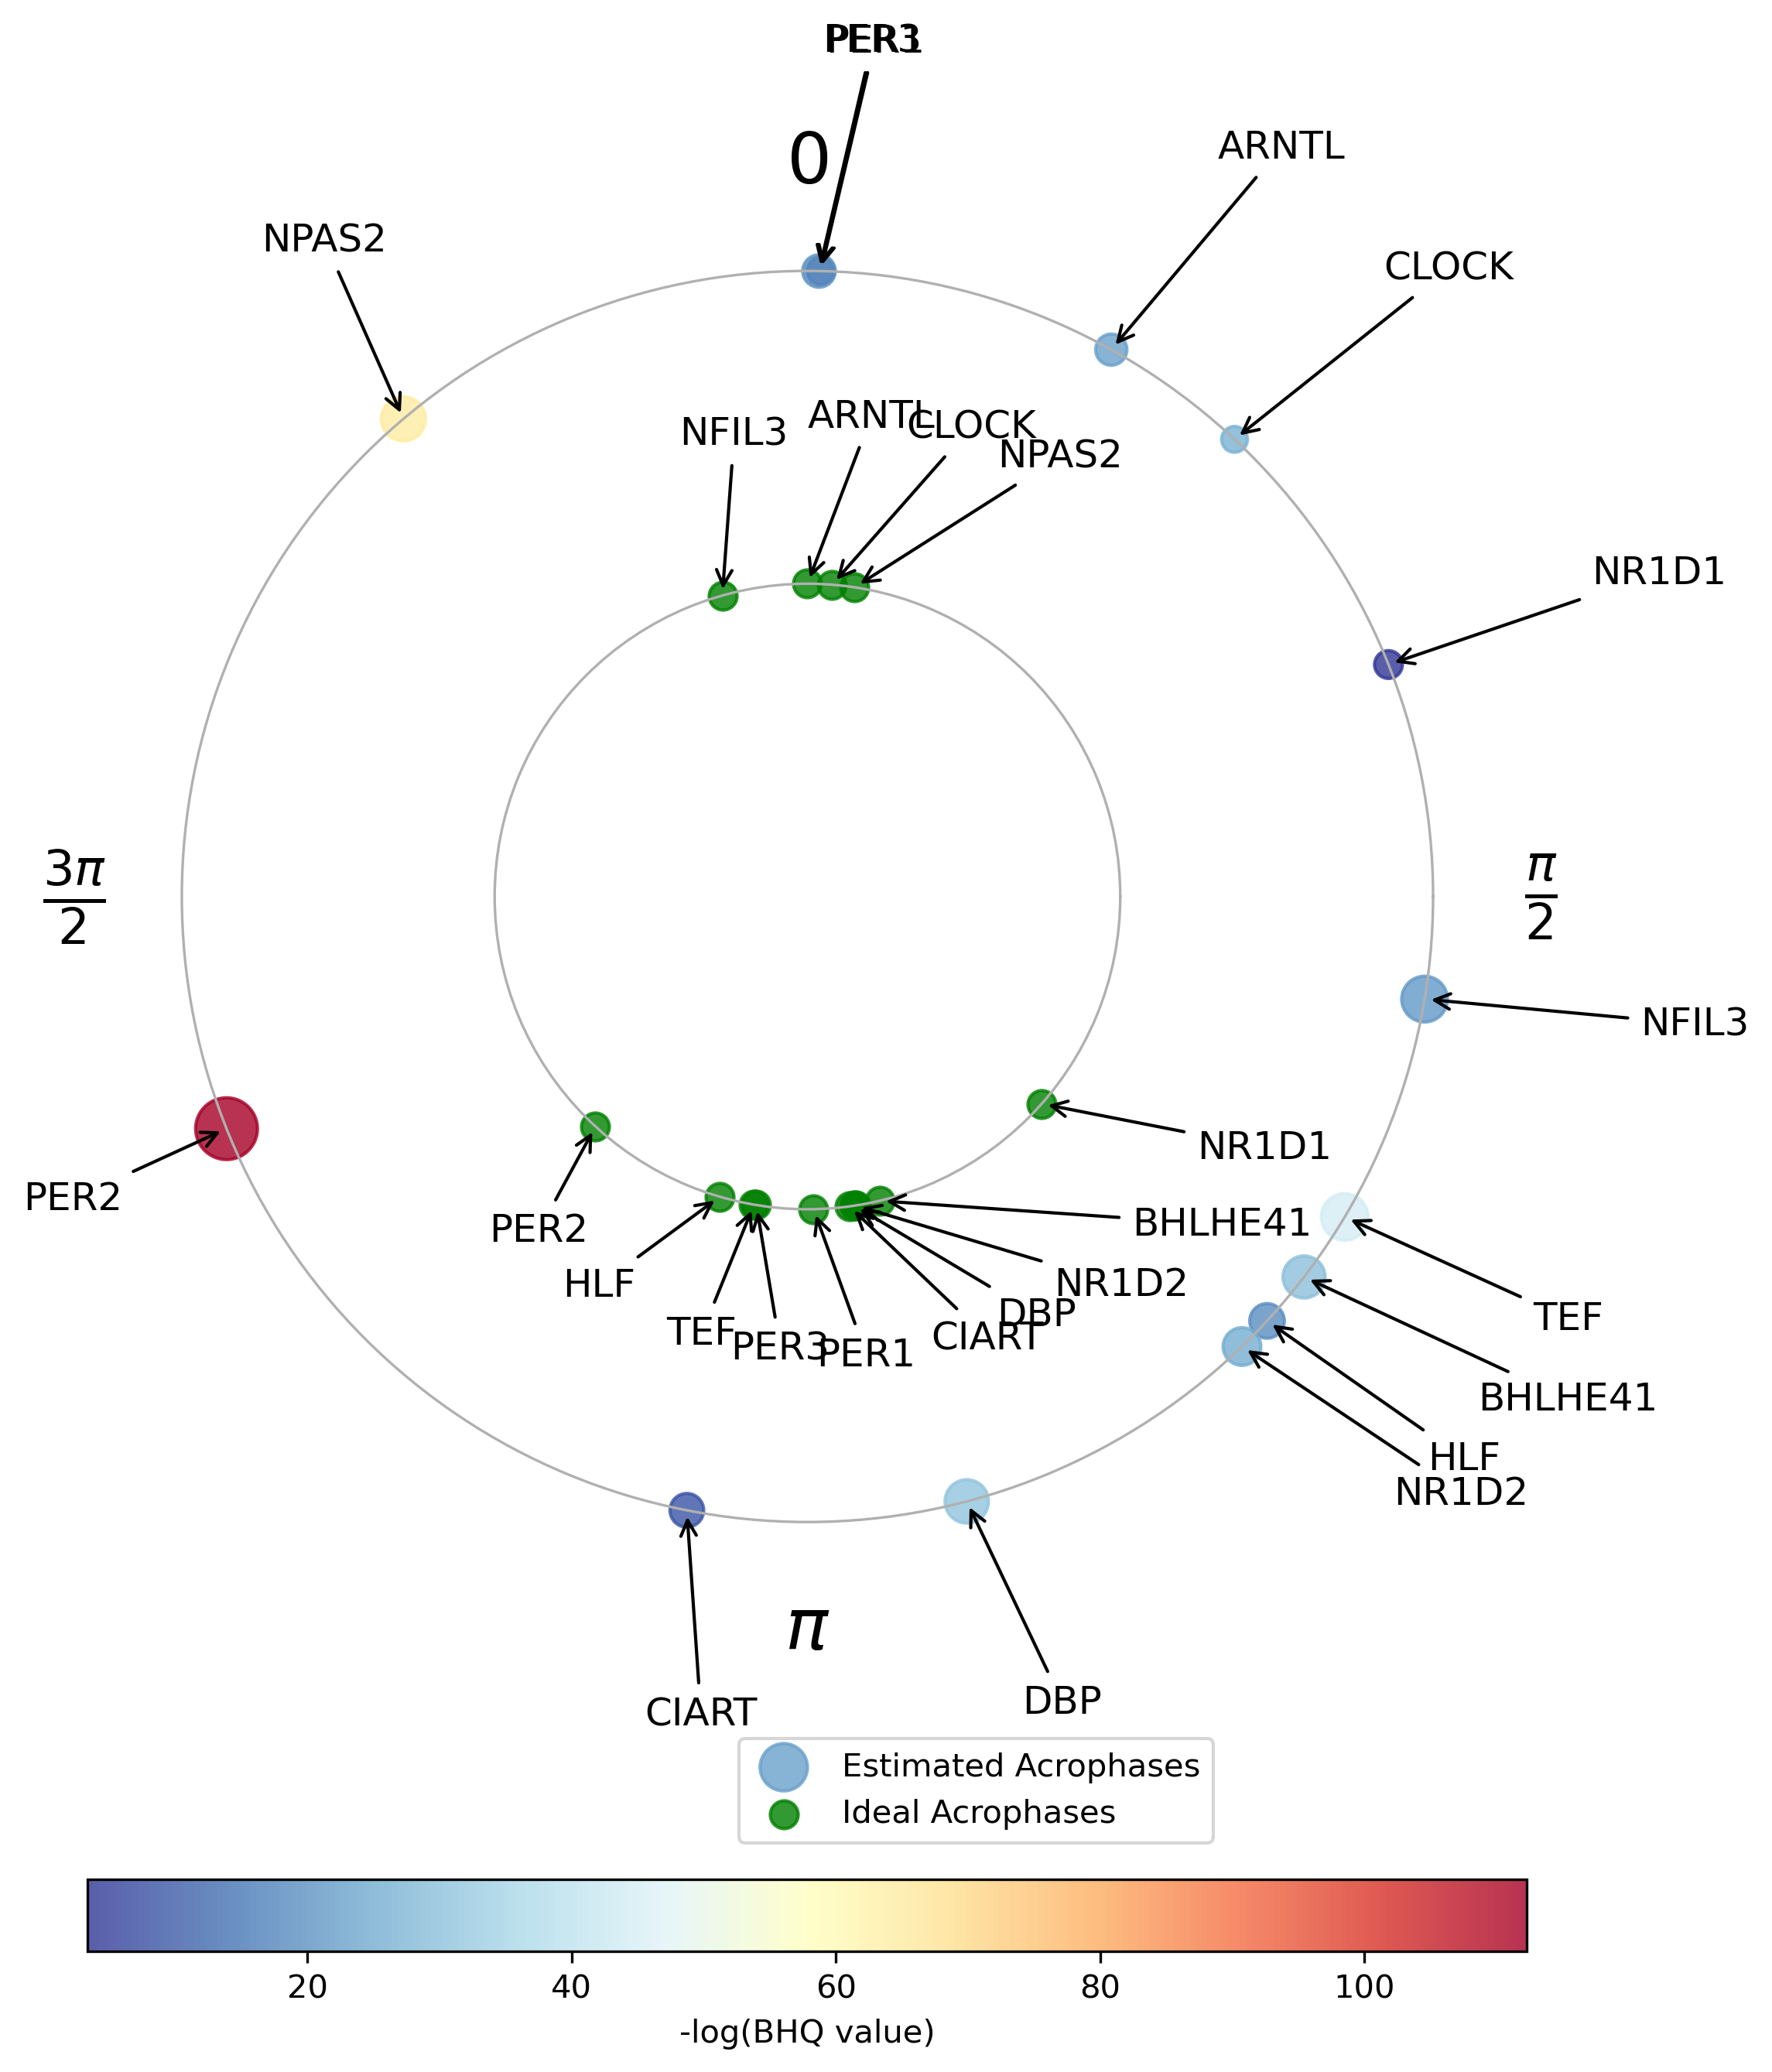 PER1
PER3
0
ARNTL
NPAS2
CLOCK
NFIL3
ARNTL
CLOCK
NPAS2
NR1D1
3π
2
π
2
NFIL3
NR1D1
PER2
PER2
BHLHE41
HLF
NR1D2
TEF
DBP
TEF
PER3
PER1
CIART
BHLHE41
HLF
NR1D2
π
CIART
DBP
Estimated Acrophases
Ideal Acrophases
20 40 60 80 100
-log(BHQ value)